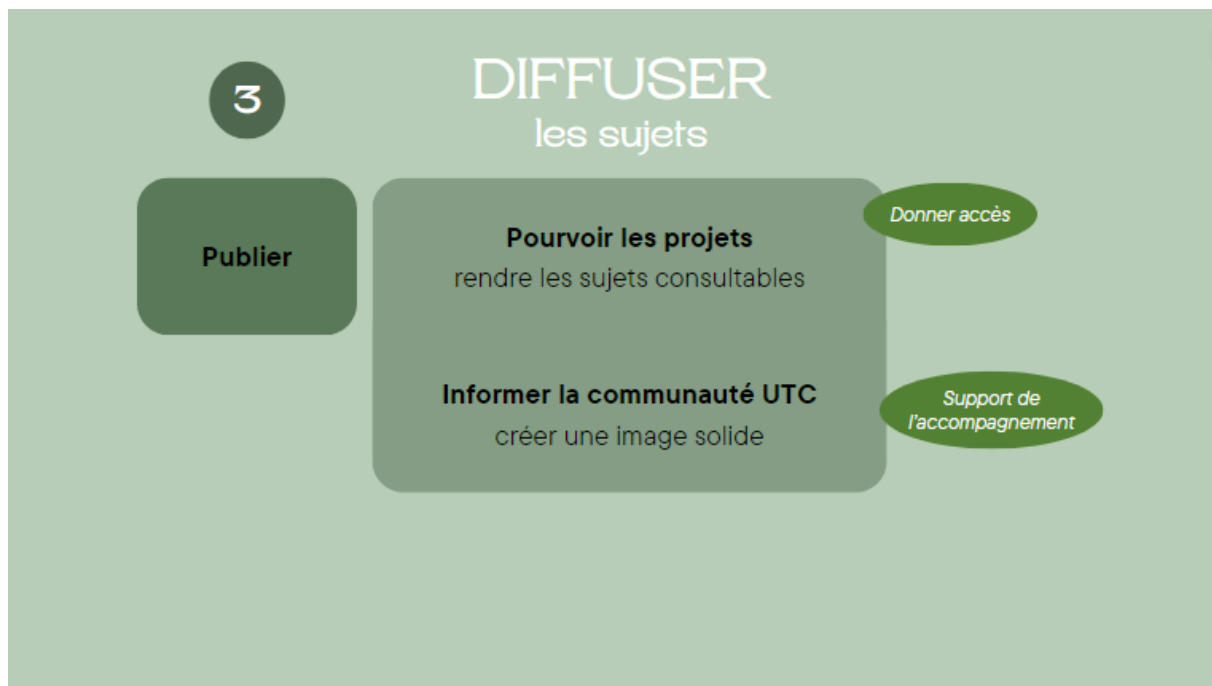 3
DIFFUSER
les sujets
Publier
Pourvoir les projets
rendre les sujets consultables
Donner accès
Informer la communauté UTC
créer une image solide
Support de
l'accompagnement